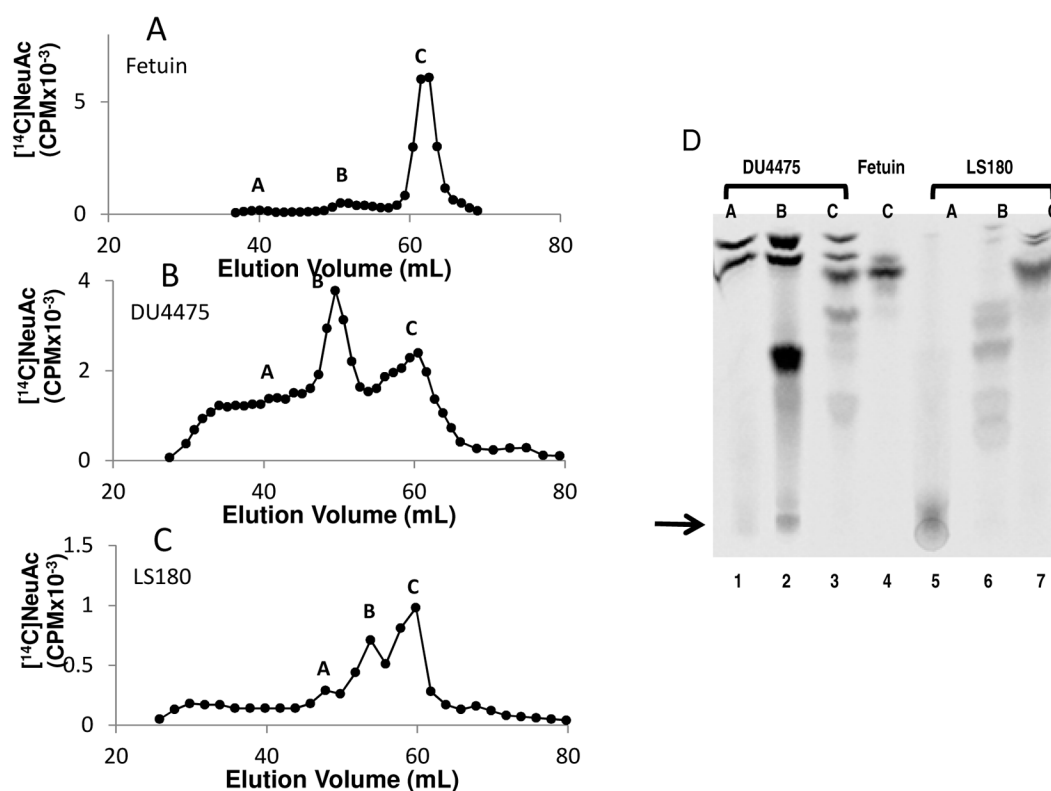 A
Fetuin
[¹⁴C]NeuAc
(CPMx10⁻³)
5
0
A
B
C
20
40
60
80
Elution Volume (mL)
B
DU4475
[¹⁴C]NeuAc
(CPMx10⁻³)
4
2
0
A
B
C
20
40
60
80
Elution Volume (mL)
C
LS180
[¹⁴C]NeuAc
(CPMx10⁻³)
1.5
1
0.5
0
A
B
C
20
40
60
80
Elution Volume (mL)
D
DU4475 Fetuin LS180
A B C C A B C
1 2 3 4 5 6 7